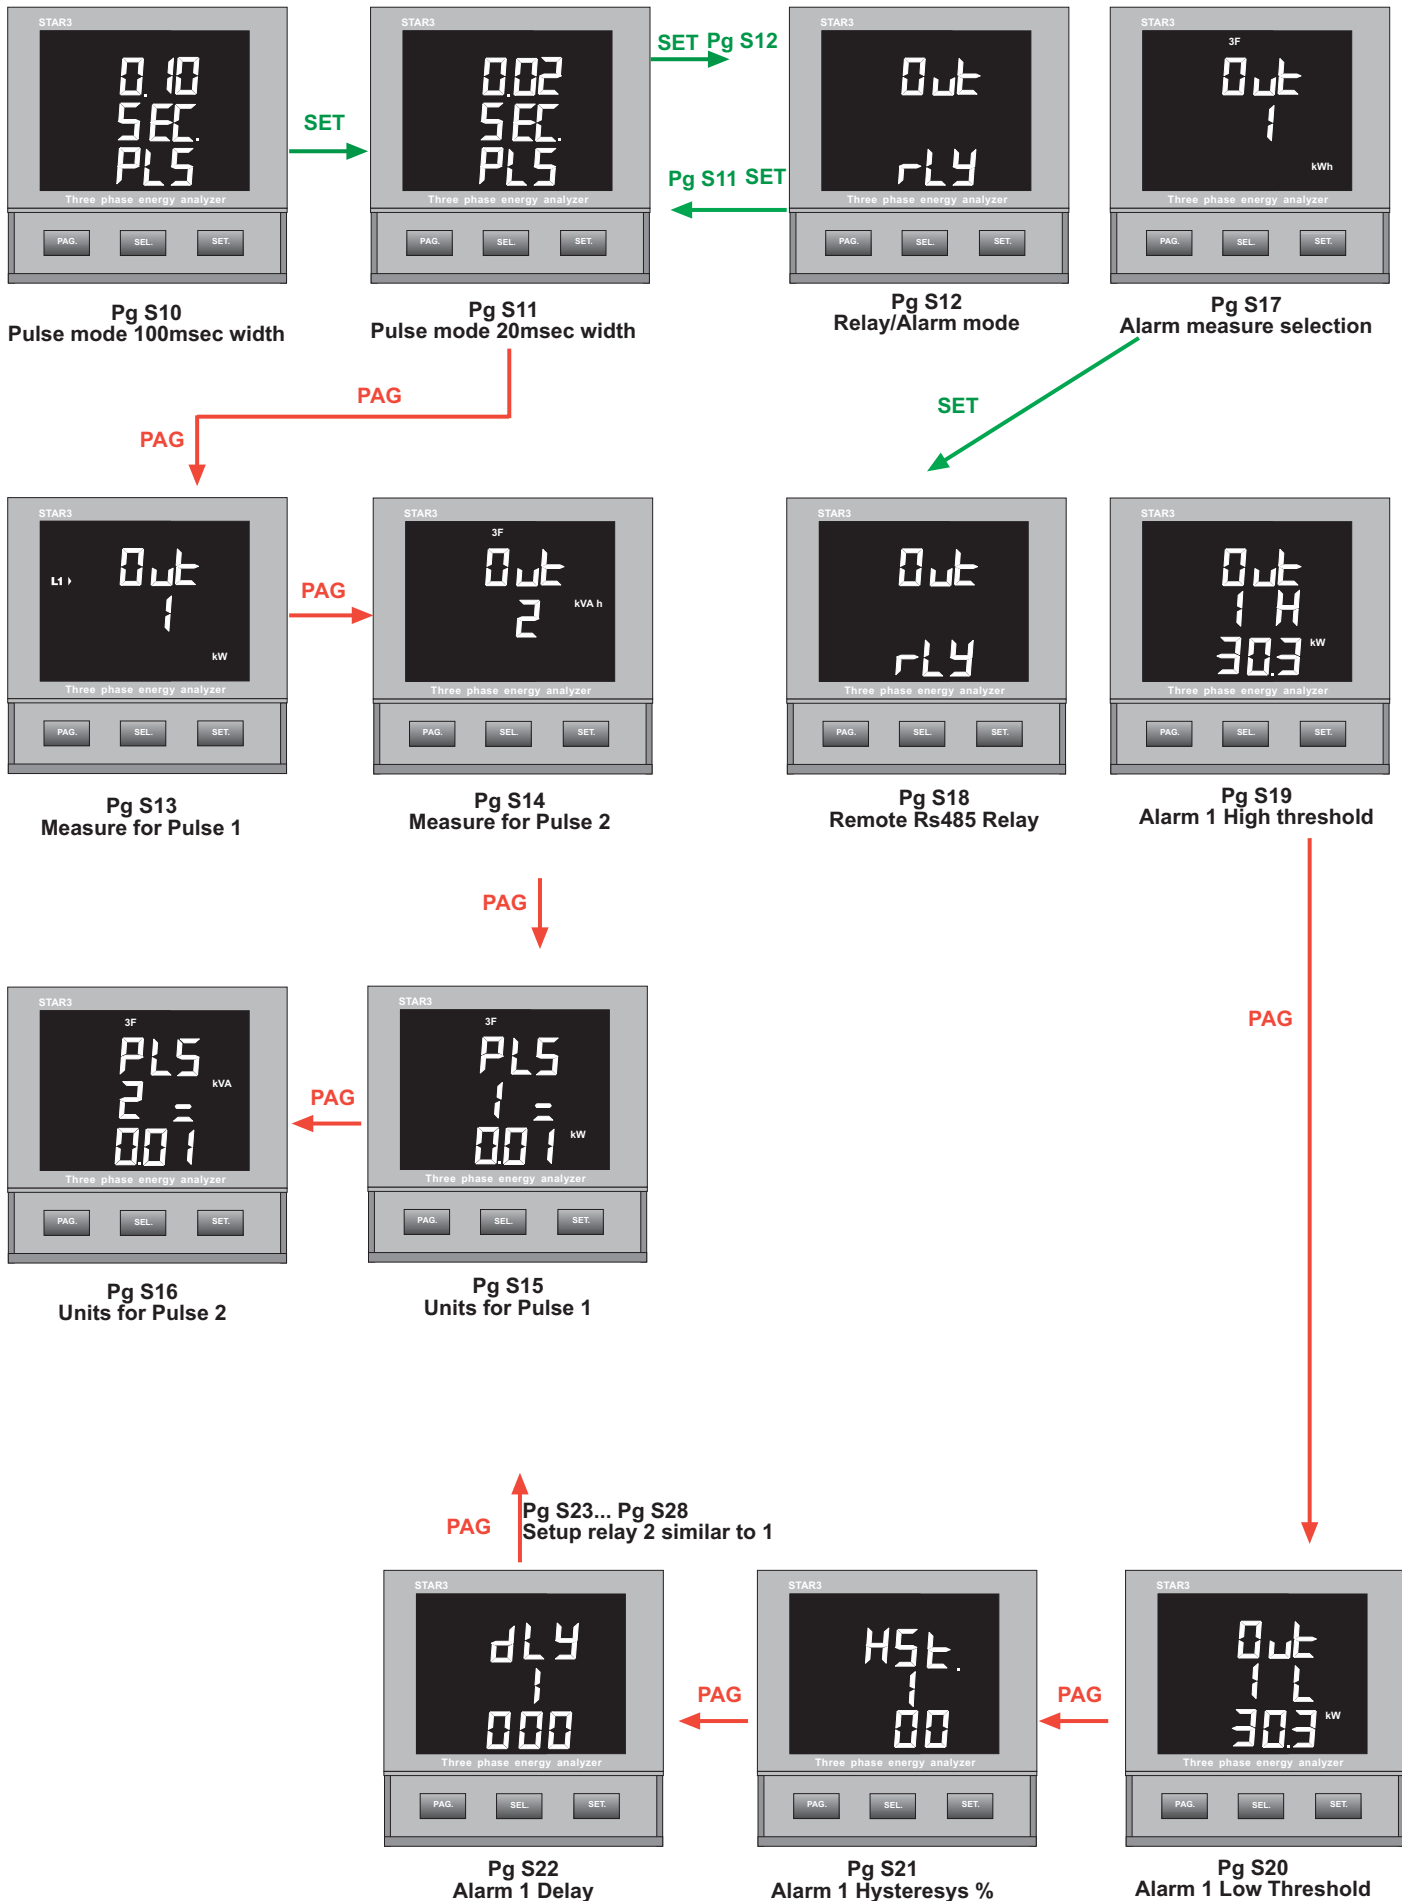 STAR3
0.10
SEC.
PLS
Three phase energy analyzer
PAG. SEL. SET.
Pg S10
Pulse mode 100msec width
SET
STAR3
0.02
SEC.
PLS
Three phase energy analyzer
PAG. SEL. SET.
Pg S11
Pulse mode 20msec width
SET Pg S12
Pg S11 SET
STAR3
Out
rLY
Three phase energy analyzer
PAG. SEL. SET.
Pg S12
Relay/Alarm mode
STAR3
3F
Out
1
kWh
Three phase energy analyzer
PAG. SEL. SET.
Pg S17
Alarm measure selection
PAG
PAG
SET
STAR3
L1
Out
1
kW
Three phase energy analyzer
PAG. SEL. SET.
Pg S13
Measure for Pulse 1
PAG
STAR3
3F
Out
2 kVA h
Three phase energy analyzer
PAG. SEL. SET.
Pg S14
Measure for Pulse 2
STAR3
Out
rLY
Three phase energy analyzer
PAG. SEL. SET.
Pg S18
Remote Rs485 Relay
STAR3
Out
1 H
30.3 kW
Three phase energy analyzer
PAG. SEL. SET.
Pg S19
Alarm 1 High threshold
PAG
PAG
STAR3
3F
PLS
2 = kVA
0.01
Three phase energy analyzer
PAG. SEL. SET.
Pg S16
Units for Pulse 2
PAG
STAR3
3F
PLS
1 =
0.01 kW
Three phase energy analyzer
PAG. SEL. SET.
Pg S15
Units for Pulse 1
PAG
Pg S23... Pg S28
Setup relay 2 similar to 1
STAR3
dLY
1
000
Three phase energy analyzer
PAG. SEL. SET.
Pg S22
Alarm 1 Delay
PAG
STAR3
HSt.
1
00
Three phase energy analyzer
PAG. SEL. SET.
Pg S21
Alarm 1 Hysteresys %
PAG
STAR3
Out
1 L
30.3 kW
Three phase energy analyzer
PAG. SEL. SET.
Pg S20
Alarm 1 Low Threshold